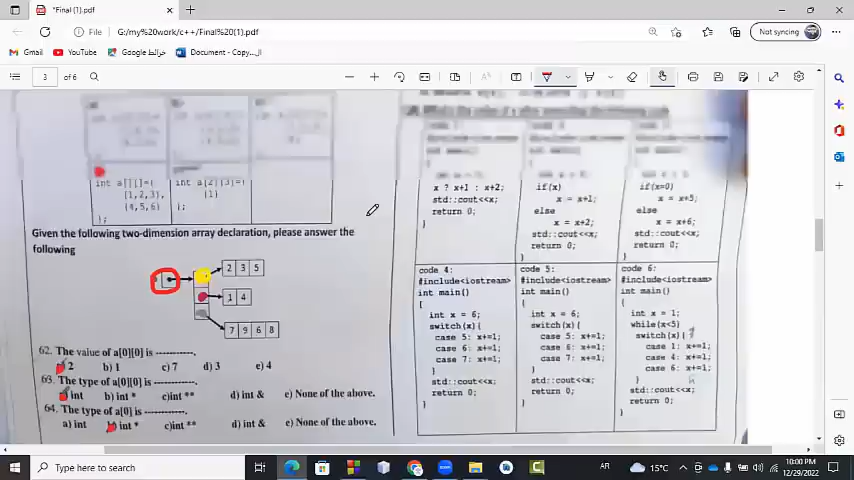 *Final (1).pdf
File
G:/my%20work/c++/Final%20(1).pdf
Not syncing
Gmail
YouTube
خرائط Google
Document - Copy....ال
3 of 6
int a[][]={ int a[2][3]={
{1,2,3}, {1}
{4,5,6} };
};
Given the following two-dimension array declaration, please answer the
following
2 3 5
1 4
7 9 6 8
62. The value of a[0][0] is -----------.
2 b) 1 c) 7 d) 3 e) 4
63. The type of a[0][0] is -----------.
int b) int * c)int ** d) int & e) None of the above.
64. The type of a[0] is -----------.
a) int int * c)int ** d) int & e) None of the above.
x ? x+1 : x+2;
std::cout<<x;
return 0;
}
if(x)
x = x+1;
else
x = x+2;
std::cout<<x;
return 0;
}
if(x=0)
x = x+5;
else
x = x+6;
std::cout<<x;
return 0;
}
code 4:
#include<iostream>
int main()
{
int x = 6;
switch(x){
case 5: x+=1;
case 6: x+=1;
case 7: x+=1;
}
std::cout<<x;
return 0;
}
code 5:
#include<iostream>
int main()
{
int x = 6;
switch(x){
case 5: x+=1;
case 6: x+=1;
case 7: x+=1;
}
std::cout<<x;
return 0;
}
code 6:
#include<iostream>
int main()
{
int x = 1;
while(x<5)
switch(x){
case 1: x+=1;
case 4: x+=1;
case 6: x+=1;
}
std::cout<<x;
return 0;
}
Type here to search
AR
15°C
10:00 PM
12/29/2022